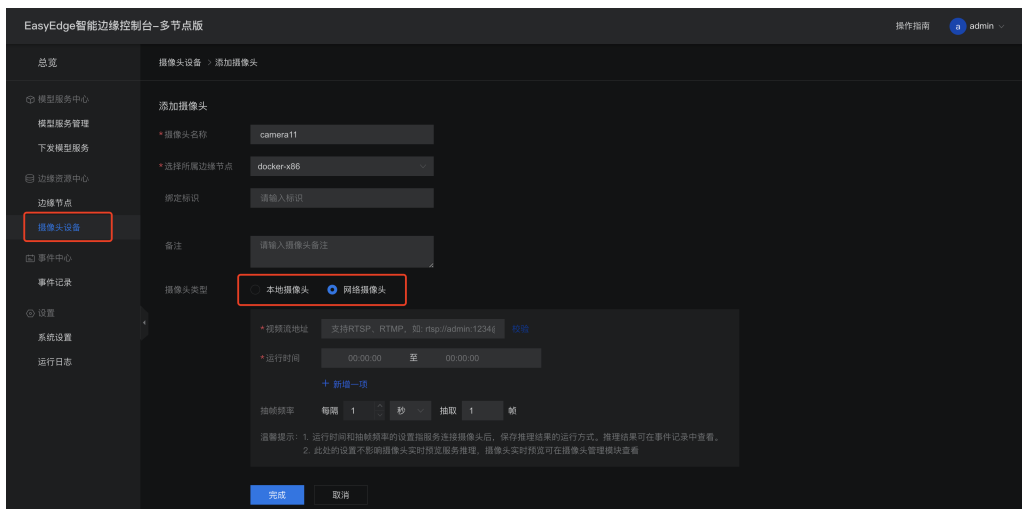 EasyEdge智能边缘控制台-多节点版
操作指南
a admin
总览
摄像头设备 > 添加摄像头
模型服务中心
模型服务管理
下发模型服务
边缘资源中心
边缘节点
摄像头设备
事件中心
事件记录
设置
系统设置
运行日志
添加摄像头
*摄像头名称 camera11
*选择所属边缘节点 docker-x86
绑定标识 请输入标识
备注 请输入摄像头备注
摄像头类型 本地摄像头 网络摄像头
*视频流地址 支持RTSP，RTMP，如: rtsp://admin:1234 校验
*运行时间 00:00:00 至 00:00:00
+ 新增一项
抽帧频率 每隔 1 秒 抽取 1 帧
温馨提示：1. 运行时间和抽帧频率的设置指服务连接摄像头后，保存推理结果的运行方式。推理结果可在事件记录中查看。
2. 此处的设置不影响摄像头实时预览服务推理，摄像头实时预览可在摄像头管理模块查看
完成 取消